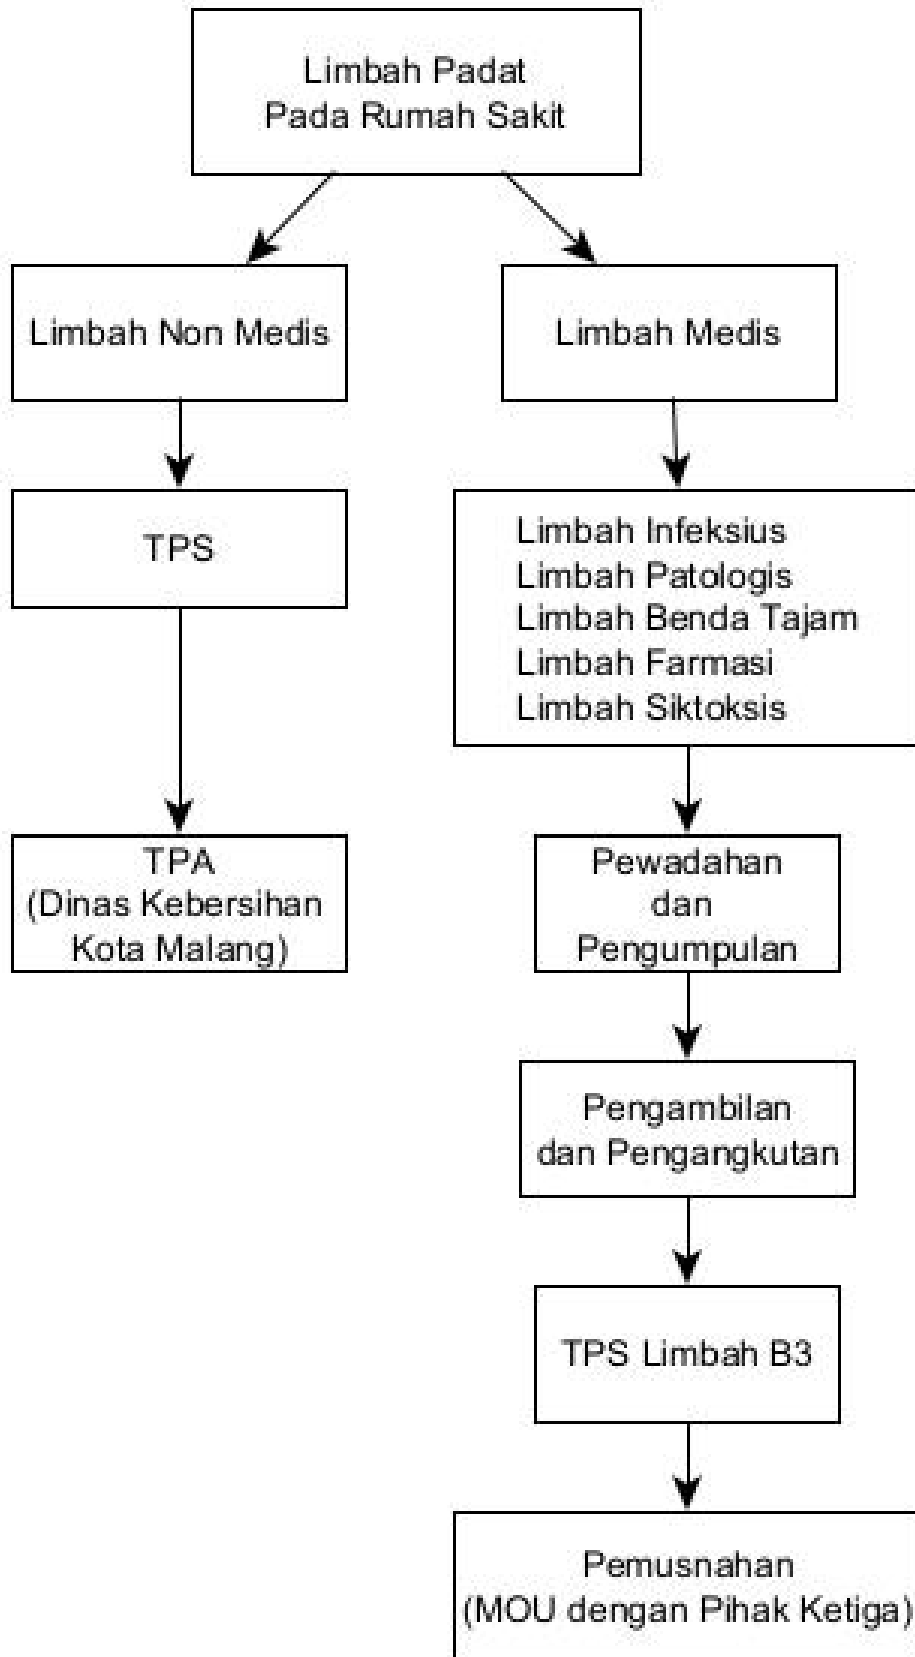 Limbah Padat
Pada Rumah Sakit
Limbah Non Medis
Limbah Medis
TPS
Limbah Infeksius
Limbah Patologis
Limbah Benda Tajam
Limbah Farmasi
Limbah Siktoksis
TPA
(Dinas Kebersihan
Kota Malang)
Pewadahan
dan
Pengumpulan
Pengambilan
dan Pengangkutan
TPS Limbah B3
Pemusnahan
(MOU dengan Pihak Ketiga)